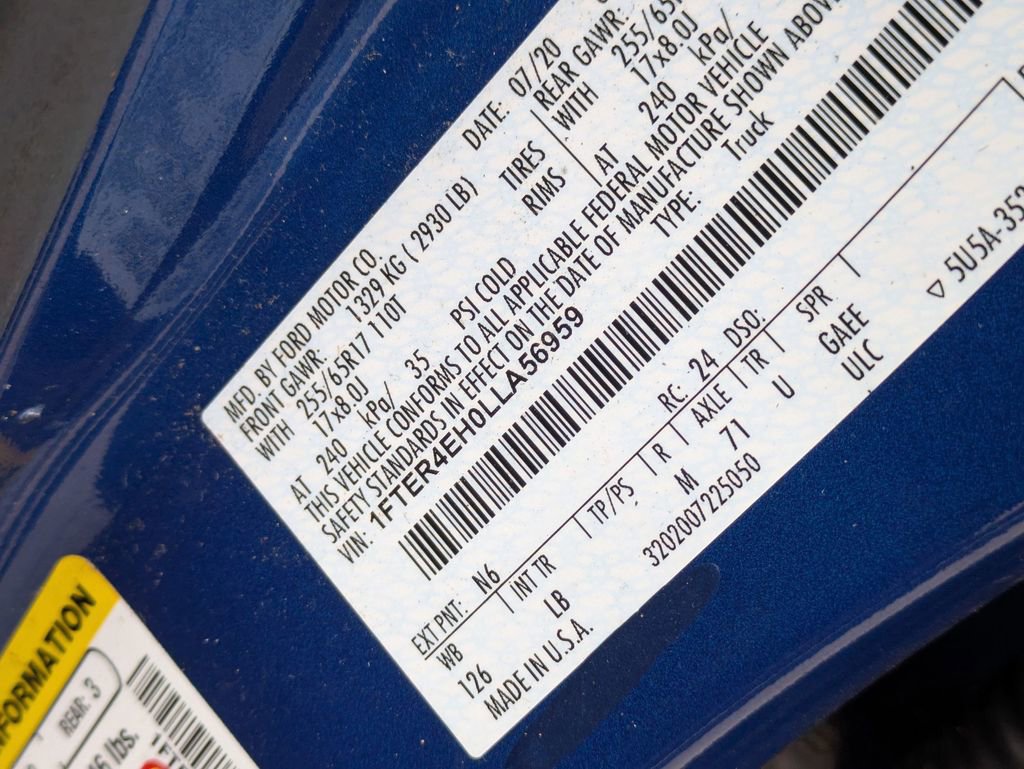 MFD. BY FORD MOTOR CO.
DATE: 07/20
FRONT GAWR: 1329 KG ( 2930 LB)
REAR GAWR:
WITH 255/65R17 110T TIRES
WITH 255/65R
17x8.0J RIMS
17x8.0J
AT 240 kPa/ 35 PSI COLD
AT 240 kPa/
THIS VEHICLE CONFORMS TO ALL APPLICABLE FEDERAL MOTOR VEHICLE
SAFETY STANDARDS IN EFFECT ON THE DATE OF MANUFACTURE SHOWN ABOVE
VIN: 1FTER4EH0LLA56959
TYPE: Truck
EXT PNT: N6
RC: 24 DSO:
WB INT TR TP/PS R AXLE TR SPR
126 LB M 71 U GAEE
ULC
MADE IN U.S.A.
3202007225050
▽ 5U5A-352
FORMATION
REAR: 3
lbs.